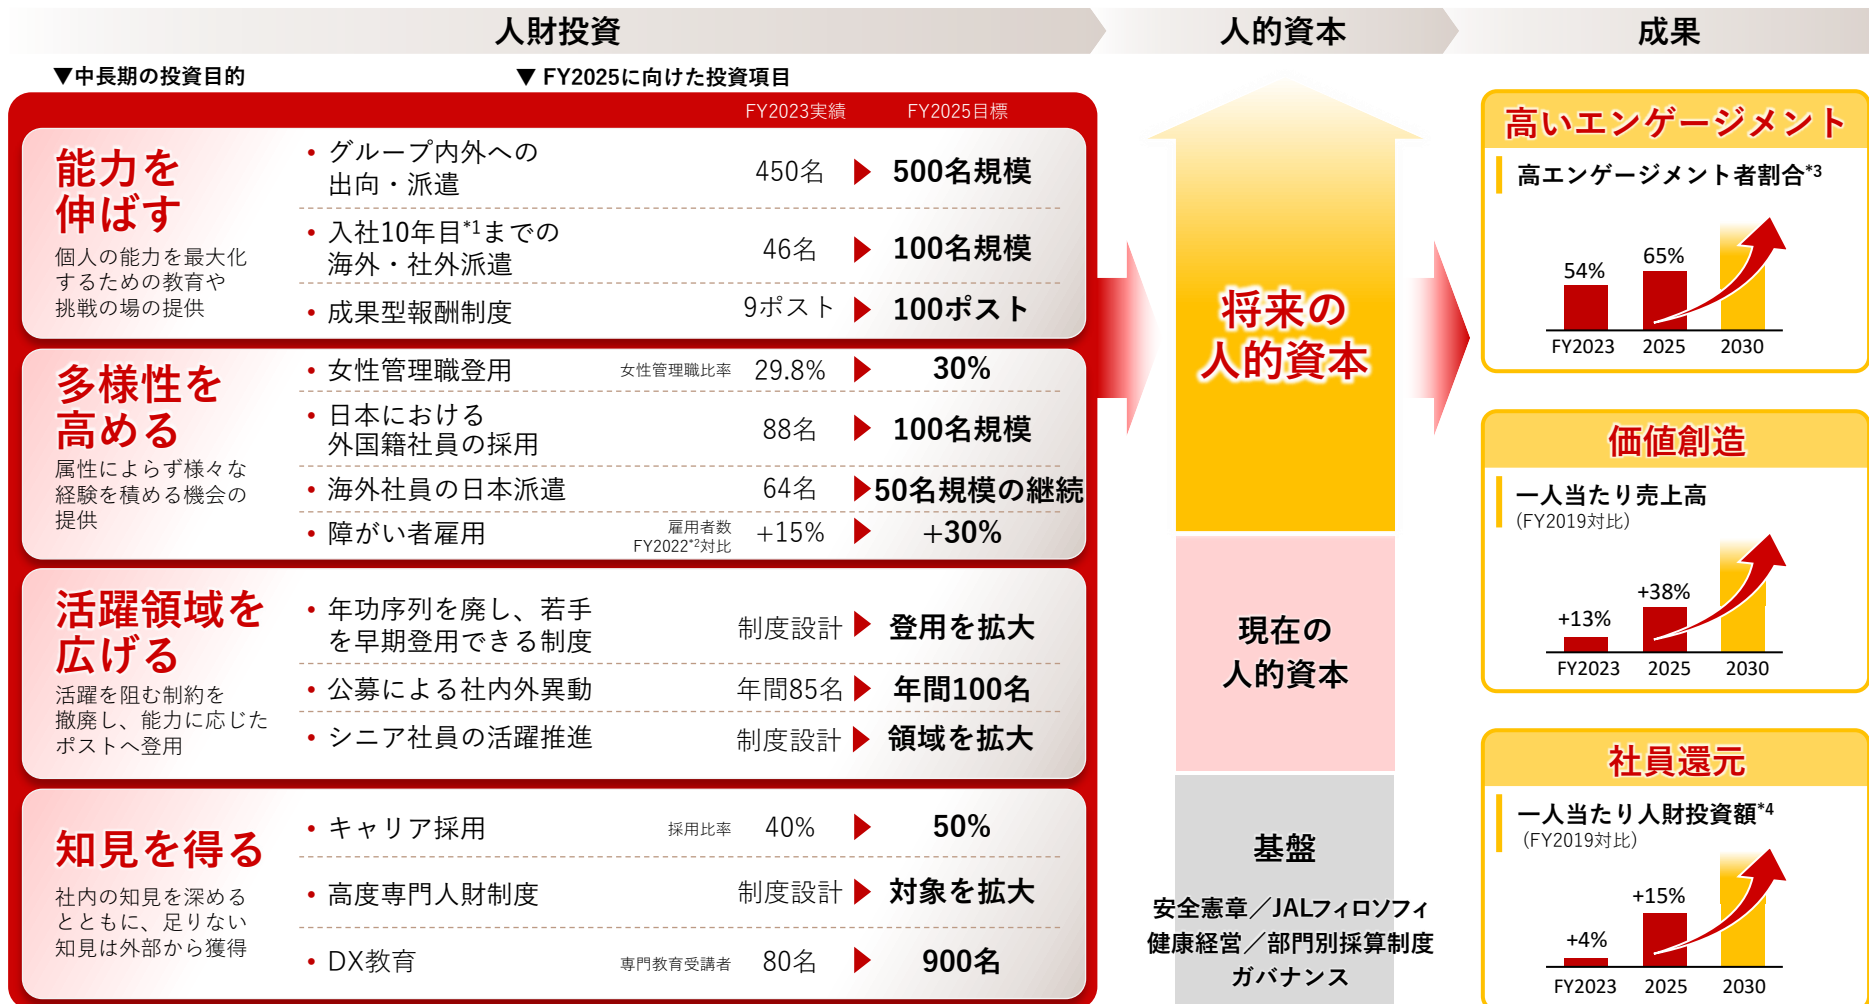 人財投資
人的資本
成果
▼中長期の投資目的
▼ FY2025に向けた投資項目
FY2023実績
FY2025目標
能力を
伸ばす
個人の能力を最大化
するための教育や
挑戦の場の提供
• グループ内外への
出向・派遣
450名
500名規模
• 入社10年目*1までの
海外・社外派遣
46名
100名規模
• 成果型報酬制度
9ポスト
100ポスト
多様性を
高める
属性によらず様々な
経験を積める機会の
提供
• 女性管理職登用
女性管理職比率
29.8%
30%
• 日本における
外国籍社員の採用
88名
100名規模
• 海外社員の日本派遣
64名
50名規模の継続
• 障がい者雇用
雇用者数
FY2022*2対比
+15%
+30%
活躍領域を
広げる
活躍を阻む制約を
撤廃し、能力に応じた
ポストへ登用
• 年功序列を廃し、若手
を早期登用できる制度
制度設計
登用を拡大
• 公募による社内外異動
年間85名
年間100名
• シニア社員の活躍推進
制度設計
領域を拡大
知見を得る
社内の知見を深める
とともに、足りない
知見は外部から獲得
• キャリア採用
採用比率
40%
50%
• 高度専門人財制度
制度設計
対象を拡大
• DX教育
専門教育受講者
80名
900名
将来の
人的資本
現在の
人的資本
基盤
安全憲章／JALフィロソフィ
健康経営／部門別採算制度
ガバナンス
高いエンゲージメント
高エンゲージメント者割合*3
54%
65%
FY2023 2025 2030
価値創造
一人当たり売上高
(FY2019対比)
+13%
+38%
FY2023 2025 2030
社員還元
一人当たり人財投資額*4
(FY2019対比)
+4%
+15%
FY2023 2025 2030